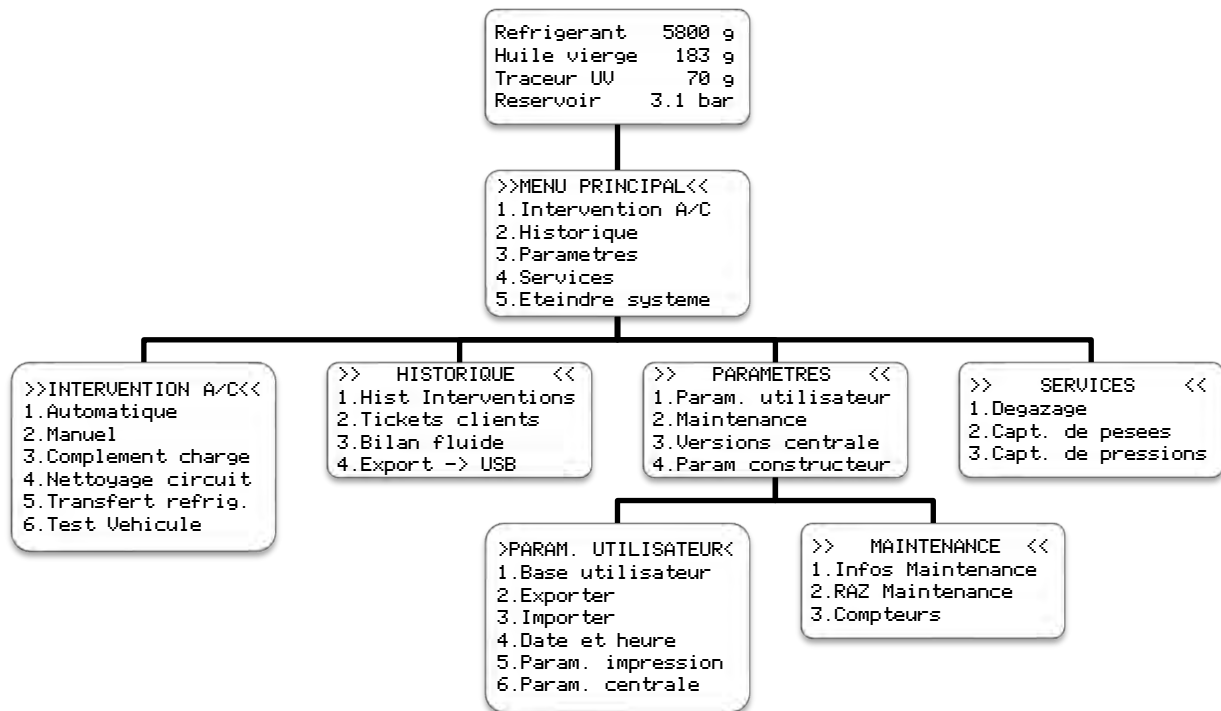 Refrigerant 5800 g
Huile vierge 183 g
Traceur UV 70 g
Reservoir 3.1 bar
>>MENU PRINCIPAL<<
1.Intervention A/C
2.Historique
3.Parametres
4.Services
5.Eteindre systeme
>>INTERVENTION A/C<<
1.Automatique
2.Manuel
3.Complement charge
4.Nettoyage circuit
5.Transfert refrig.
6.Test Vehicule
>> HISTORIQUE <<
1.Hist Interventions
2.Tickets clients
3.Bilan fluide
4.Export -> USB
>> PARAMETRES <<
1.Param. utilisateur
2.Maintenance
3.Versions centrale
4.Param constructeur
>> SERVICES <<
1.Degazage
2.Capt. de pesees
3.Capt. de pressions
>PARAM. UTILISATEUR<
1.Base utilisateur
2.Exporter
3.Importer
4.Date et heure
5.Param. impression
6.Param. centrale
>> MAINTENANCE <<
1.Infos Maintenance
2.RAZ Maintenance
3.Compteurs